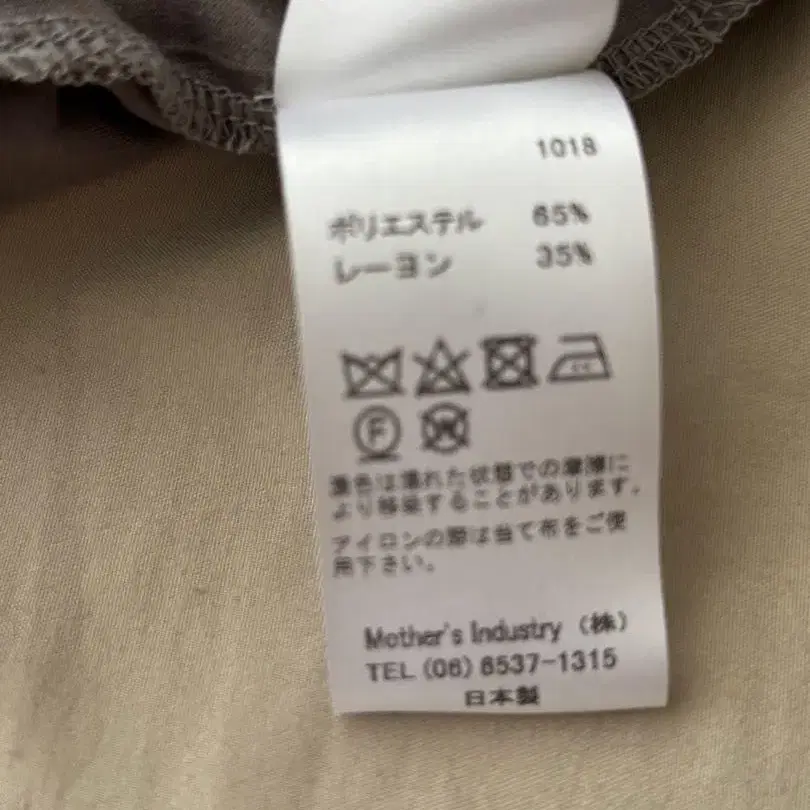 1018
ポリエステル 65%
レーヨン 35%
F
W
濃色は濡れた状態での摩擦に
より移染することがあります。
アイロンの際は当て布をご使
用下さい。
Mother's Industry (株)
TEL (06) 6537-1315
日本製